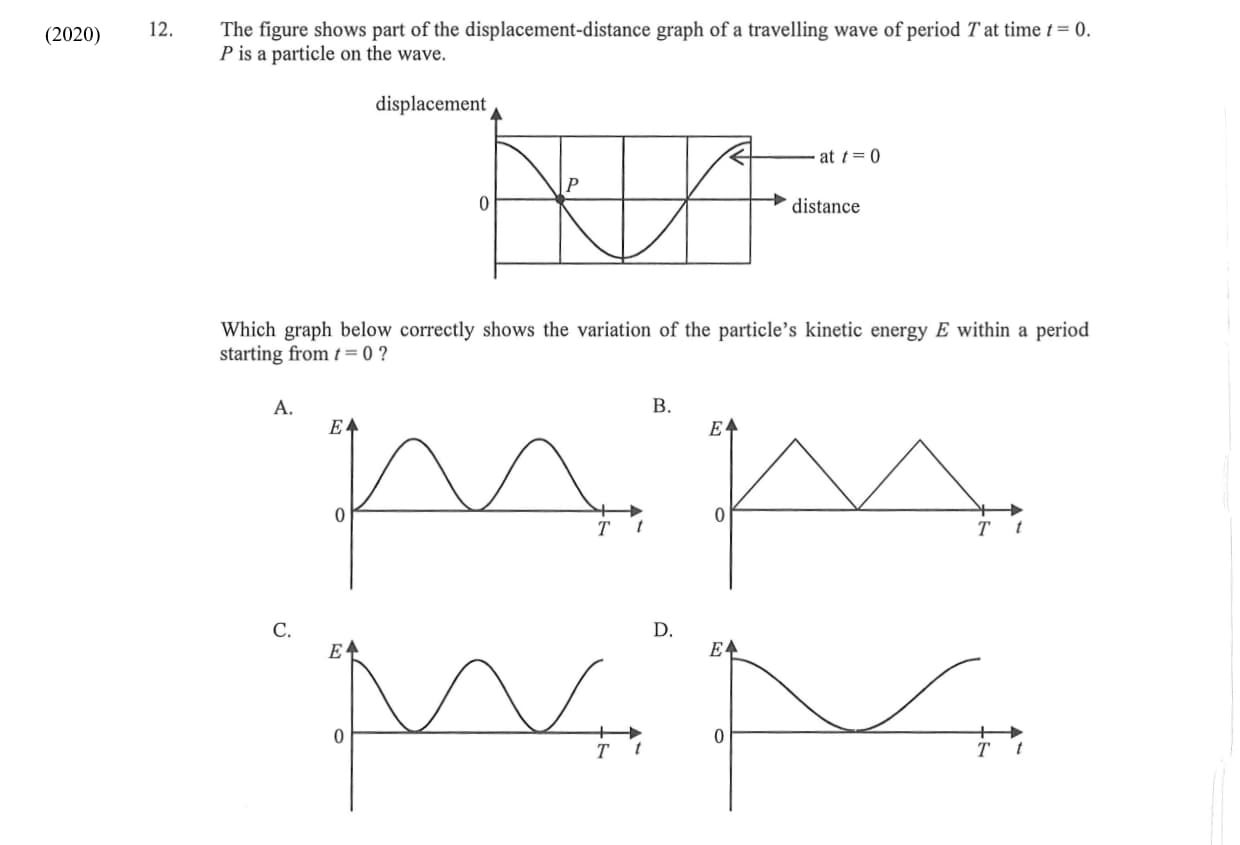 (2020) 12. The figure shows part of the displacement-distance graph of a travelling wave of period T at time t = 0.
P is a particle on the wave.
displacement
at t = 0
P
0
distance
Which graph below correctly shows the variation of the particle's kinetic energy E within a period
starting from t = 0 ?
A. B.
E E
0 0
T t T t
C. D.
E E
0 0
T t T t